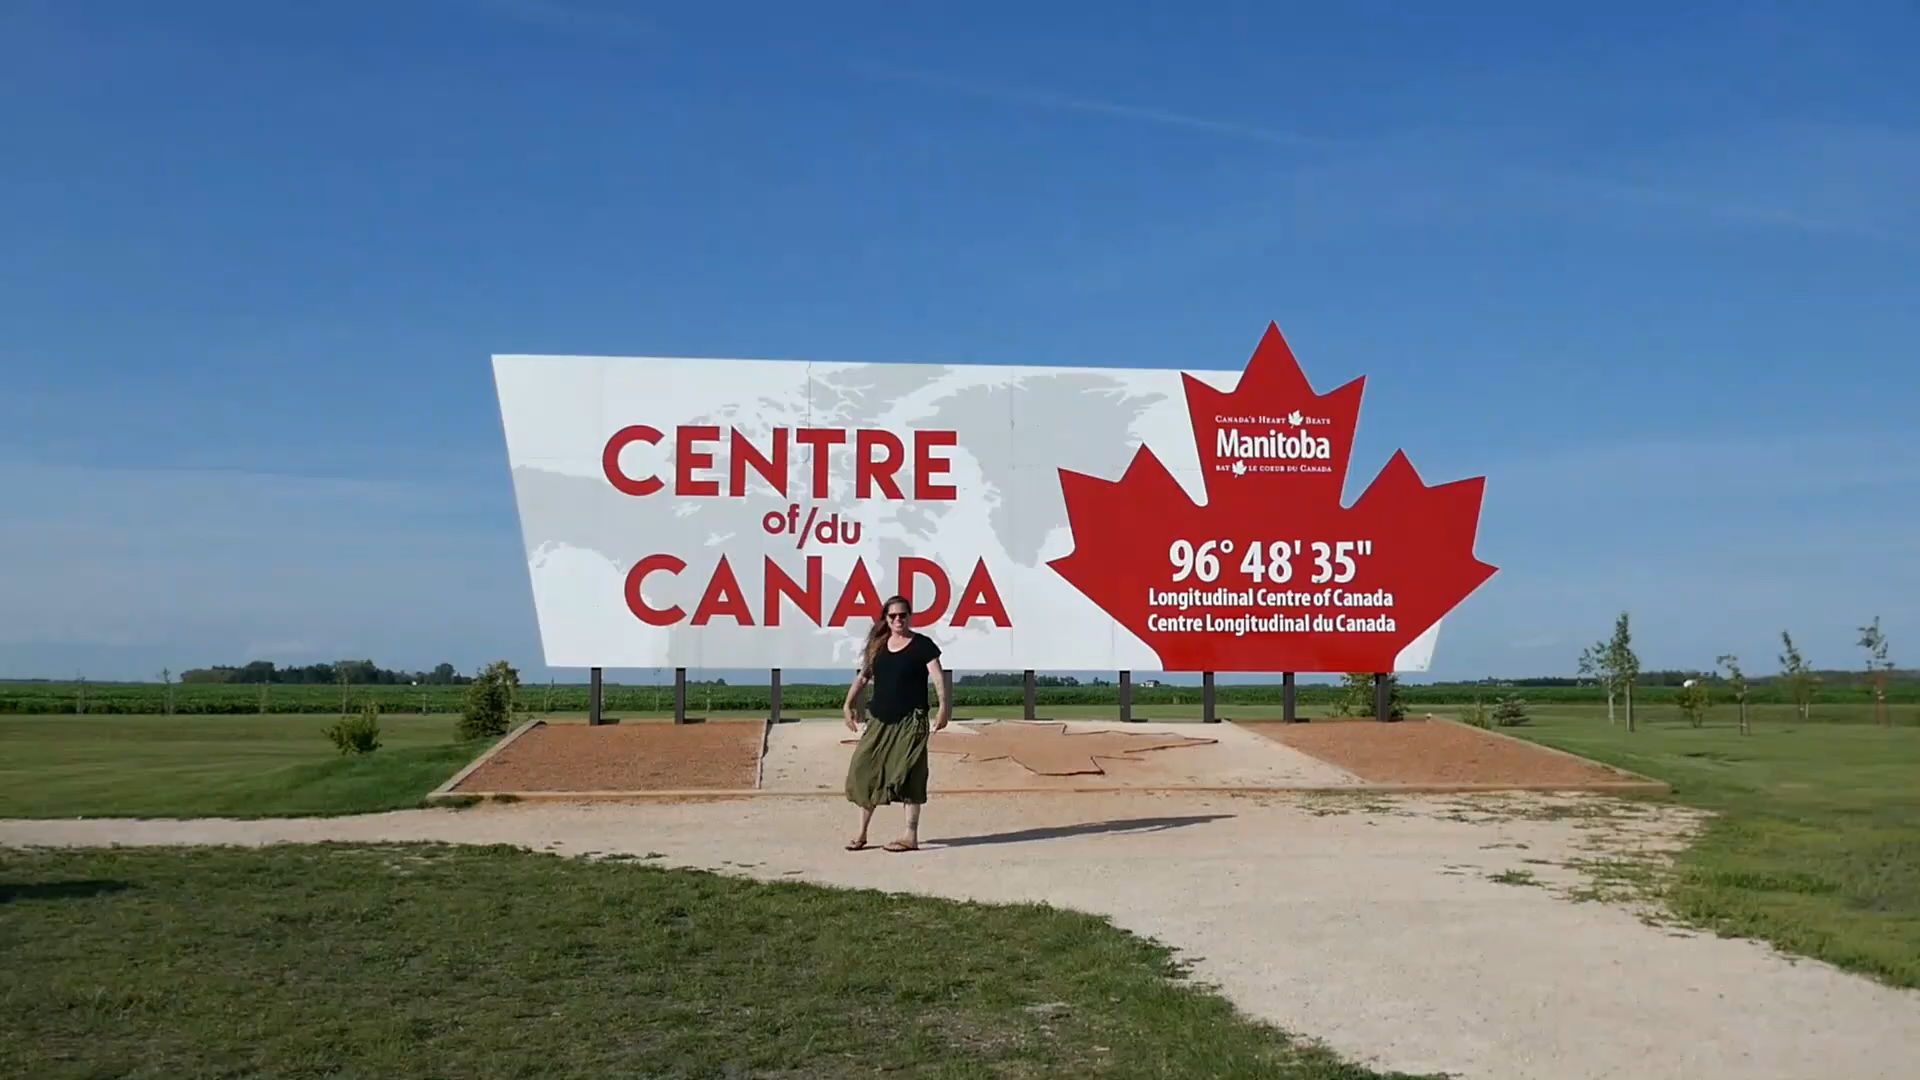 CENTRE
of/du
CANADA
CANADA'S HEART BEATS
Manitoba
BAT LE COEUR DU CANADA
96° 48' 35"
Longitudinal Centre of Canada
Centre Longitudinal du Canada